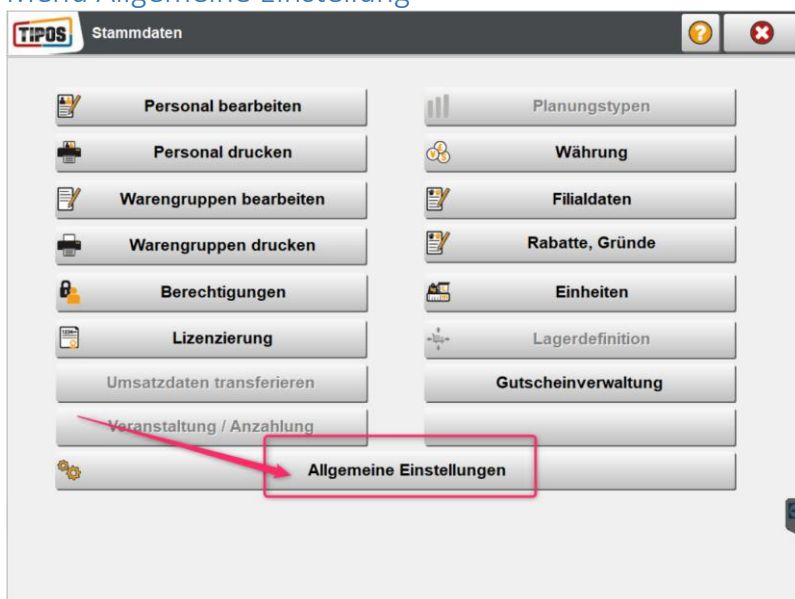 Menü Allgemeine Einstellung
TIPOS Stammdaten
Personal bearbeiten
Planungstypen
Personal drucken
Währung
Warengruppen bearbeiten
Filialdaten
Warengruppen drucken
Rabatte, Gründe
Berechtigungen
Einheiten
Lizenzierung
Lagerdefinition
Umsatzdaten transferieren
Gutscheinverwaltung
Veranstaltung / Anzahlung
Allgemeine Einstellungen